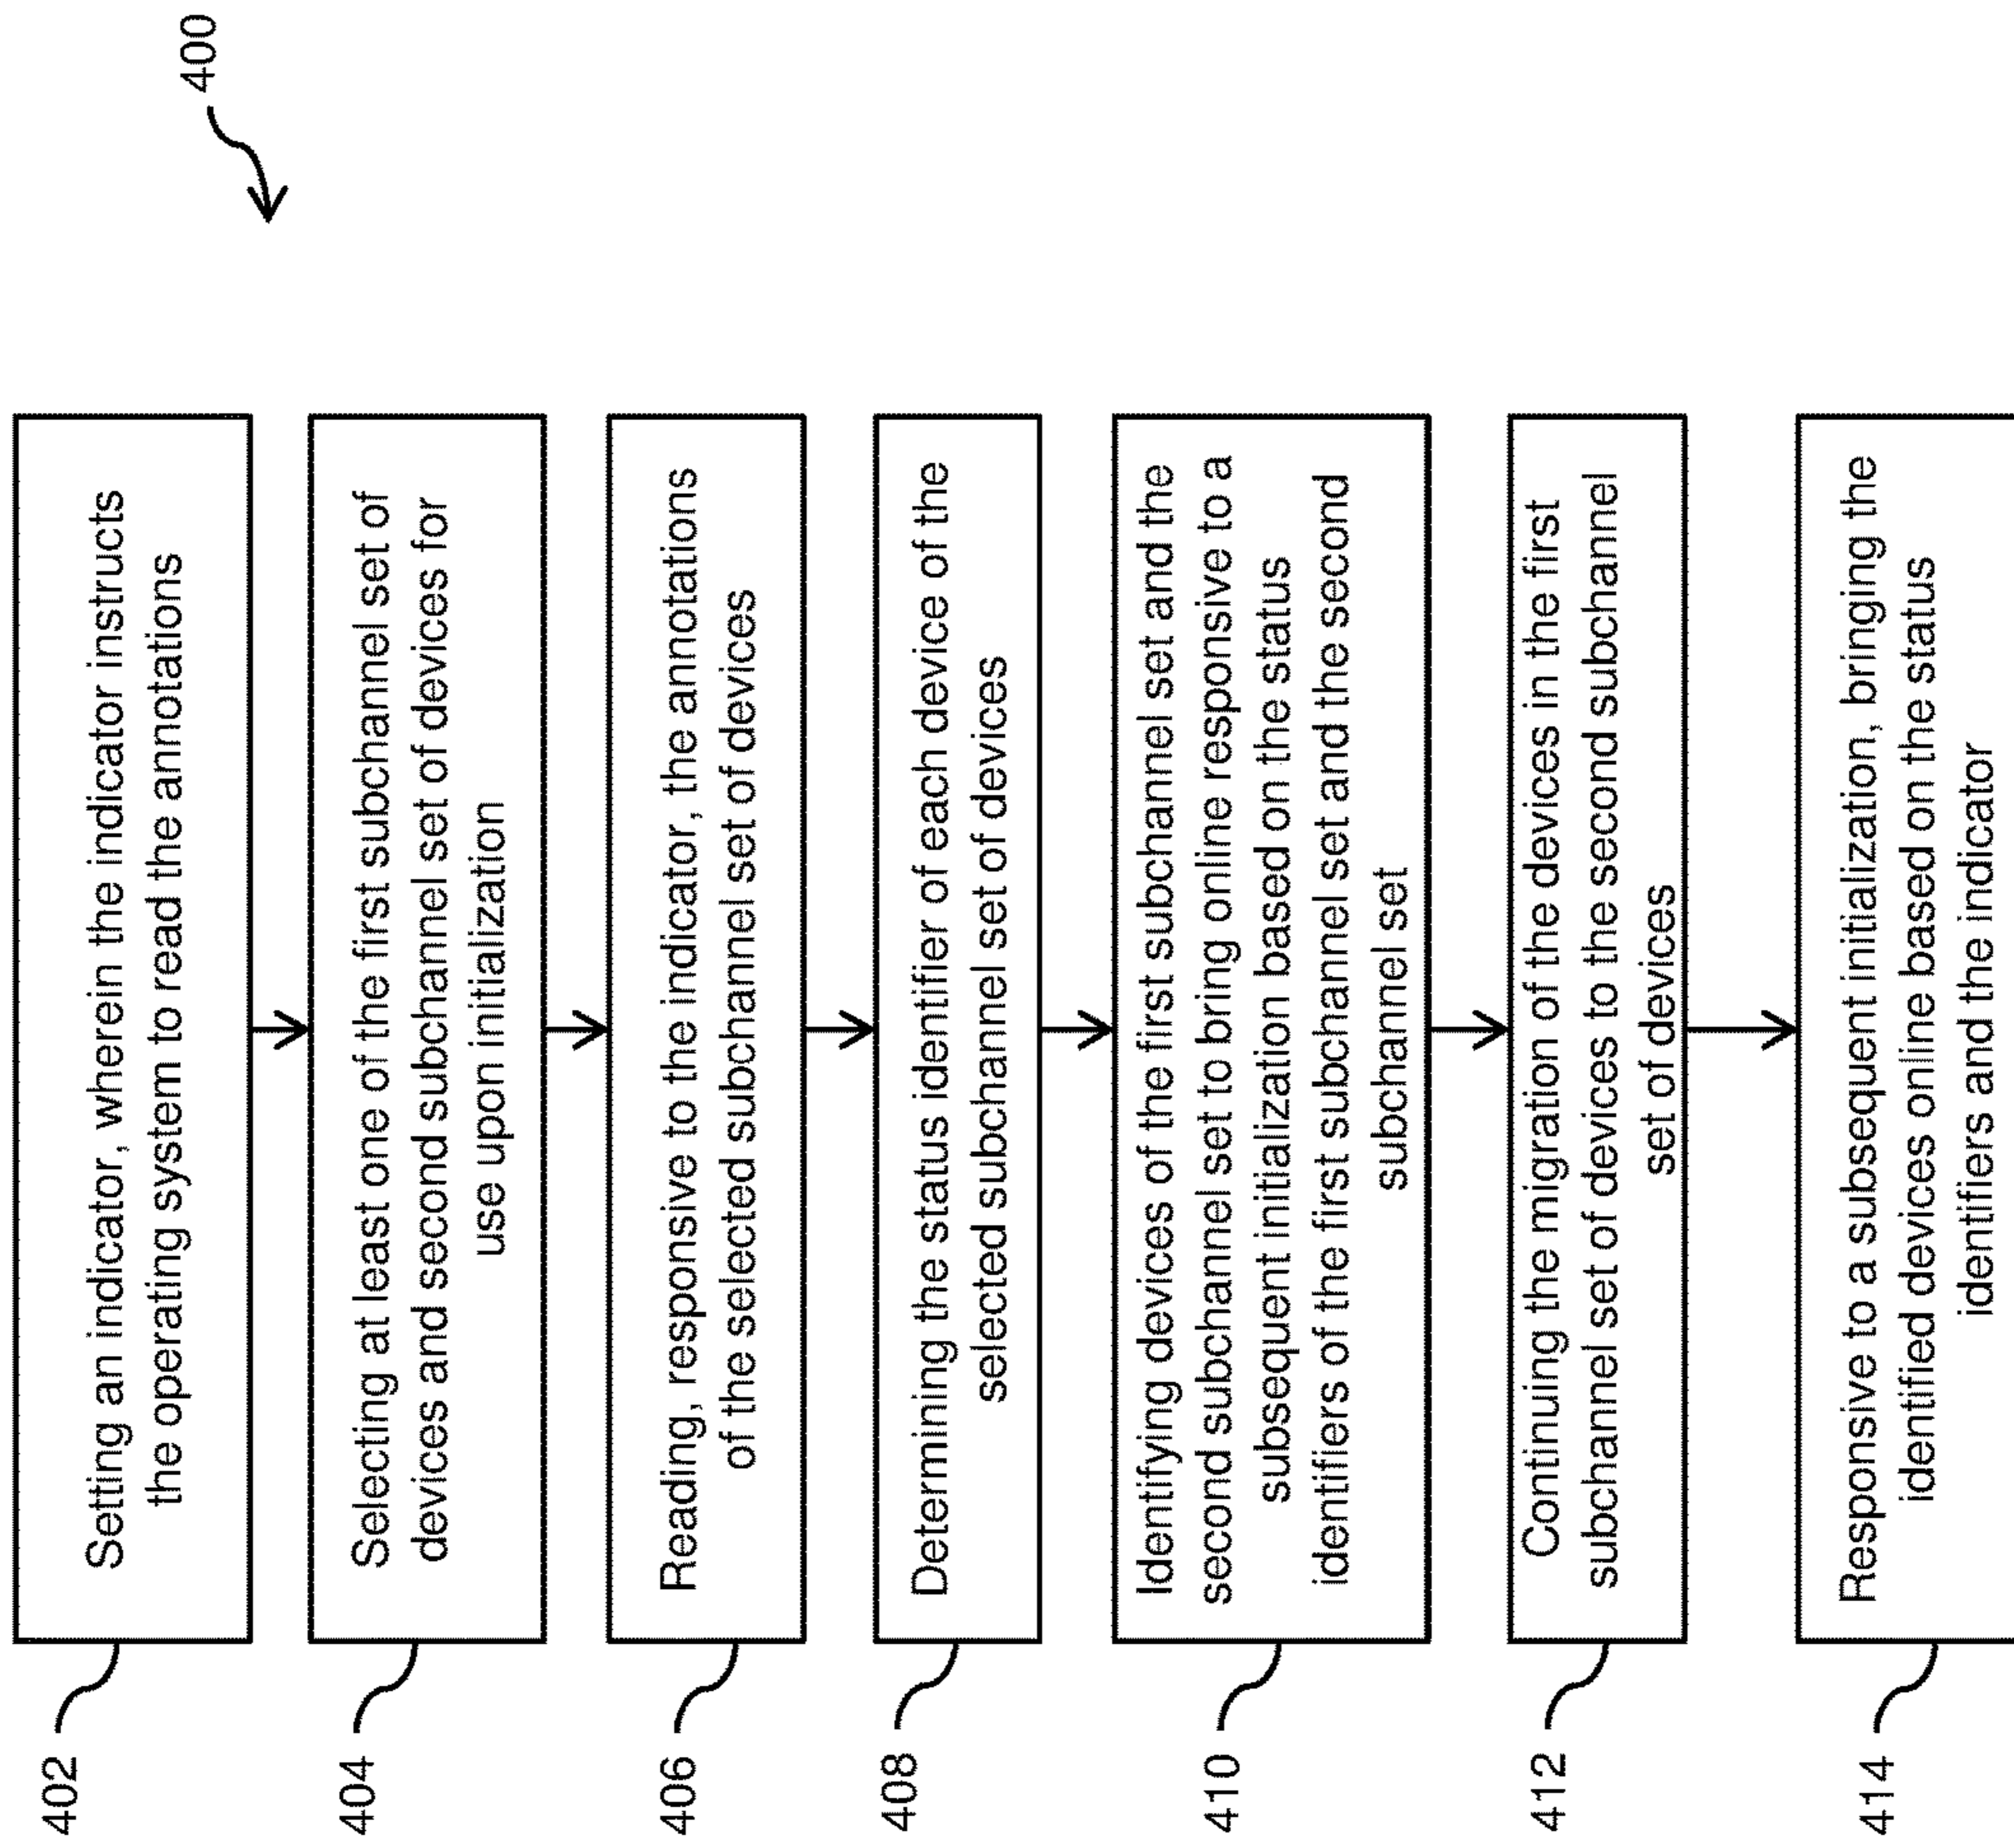 400
402
Setting an indicator, wherein the indicator instructs
the operating system to read the annotations
404
Selecting at least one of the first subchannel set of
devices and second subchannel set of devices for
use upon initialization
406
Reading, responsive to the indicator, the annotations
of the selected subchannel set of devices
408
Determining the status identifier of each device of the
selected subchannel set of devices
410
Identifying devices of the first subchannel set and the
second subchannel set to bring online responsive to a
subsequent initialization based on the status
identifiers of the first subchannel set and the second
subchannel set
412
Continuing the migration of the devices in the first
subchannel set of devices to the second subchannel
set of devices
414
Responsive to a subsequent initialization, bringing the
identified devices online based on the status
identifiers and the indicator